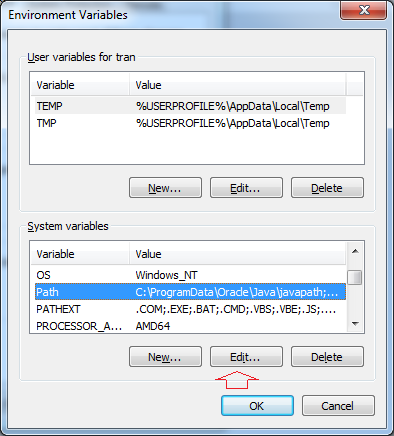 Environment Variables
User variables for tran
Variable Value
TEMP %USERPROFILE%\AppData\Local\Temp
TMP %USERPROFILE%\AppData\Local\Temp
New... Edit... Delete
System variables
Variable Value
OS Windows_NT
Path C:\ProgramData\Oracle\Java\javapath;...
PATHEXT .COM;.EXE;.BAT;.CMD;.VBS;.VBE;.JS;....
PROCESSOR_A... AMD64
New... Edit... Delete
OK Cancel